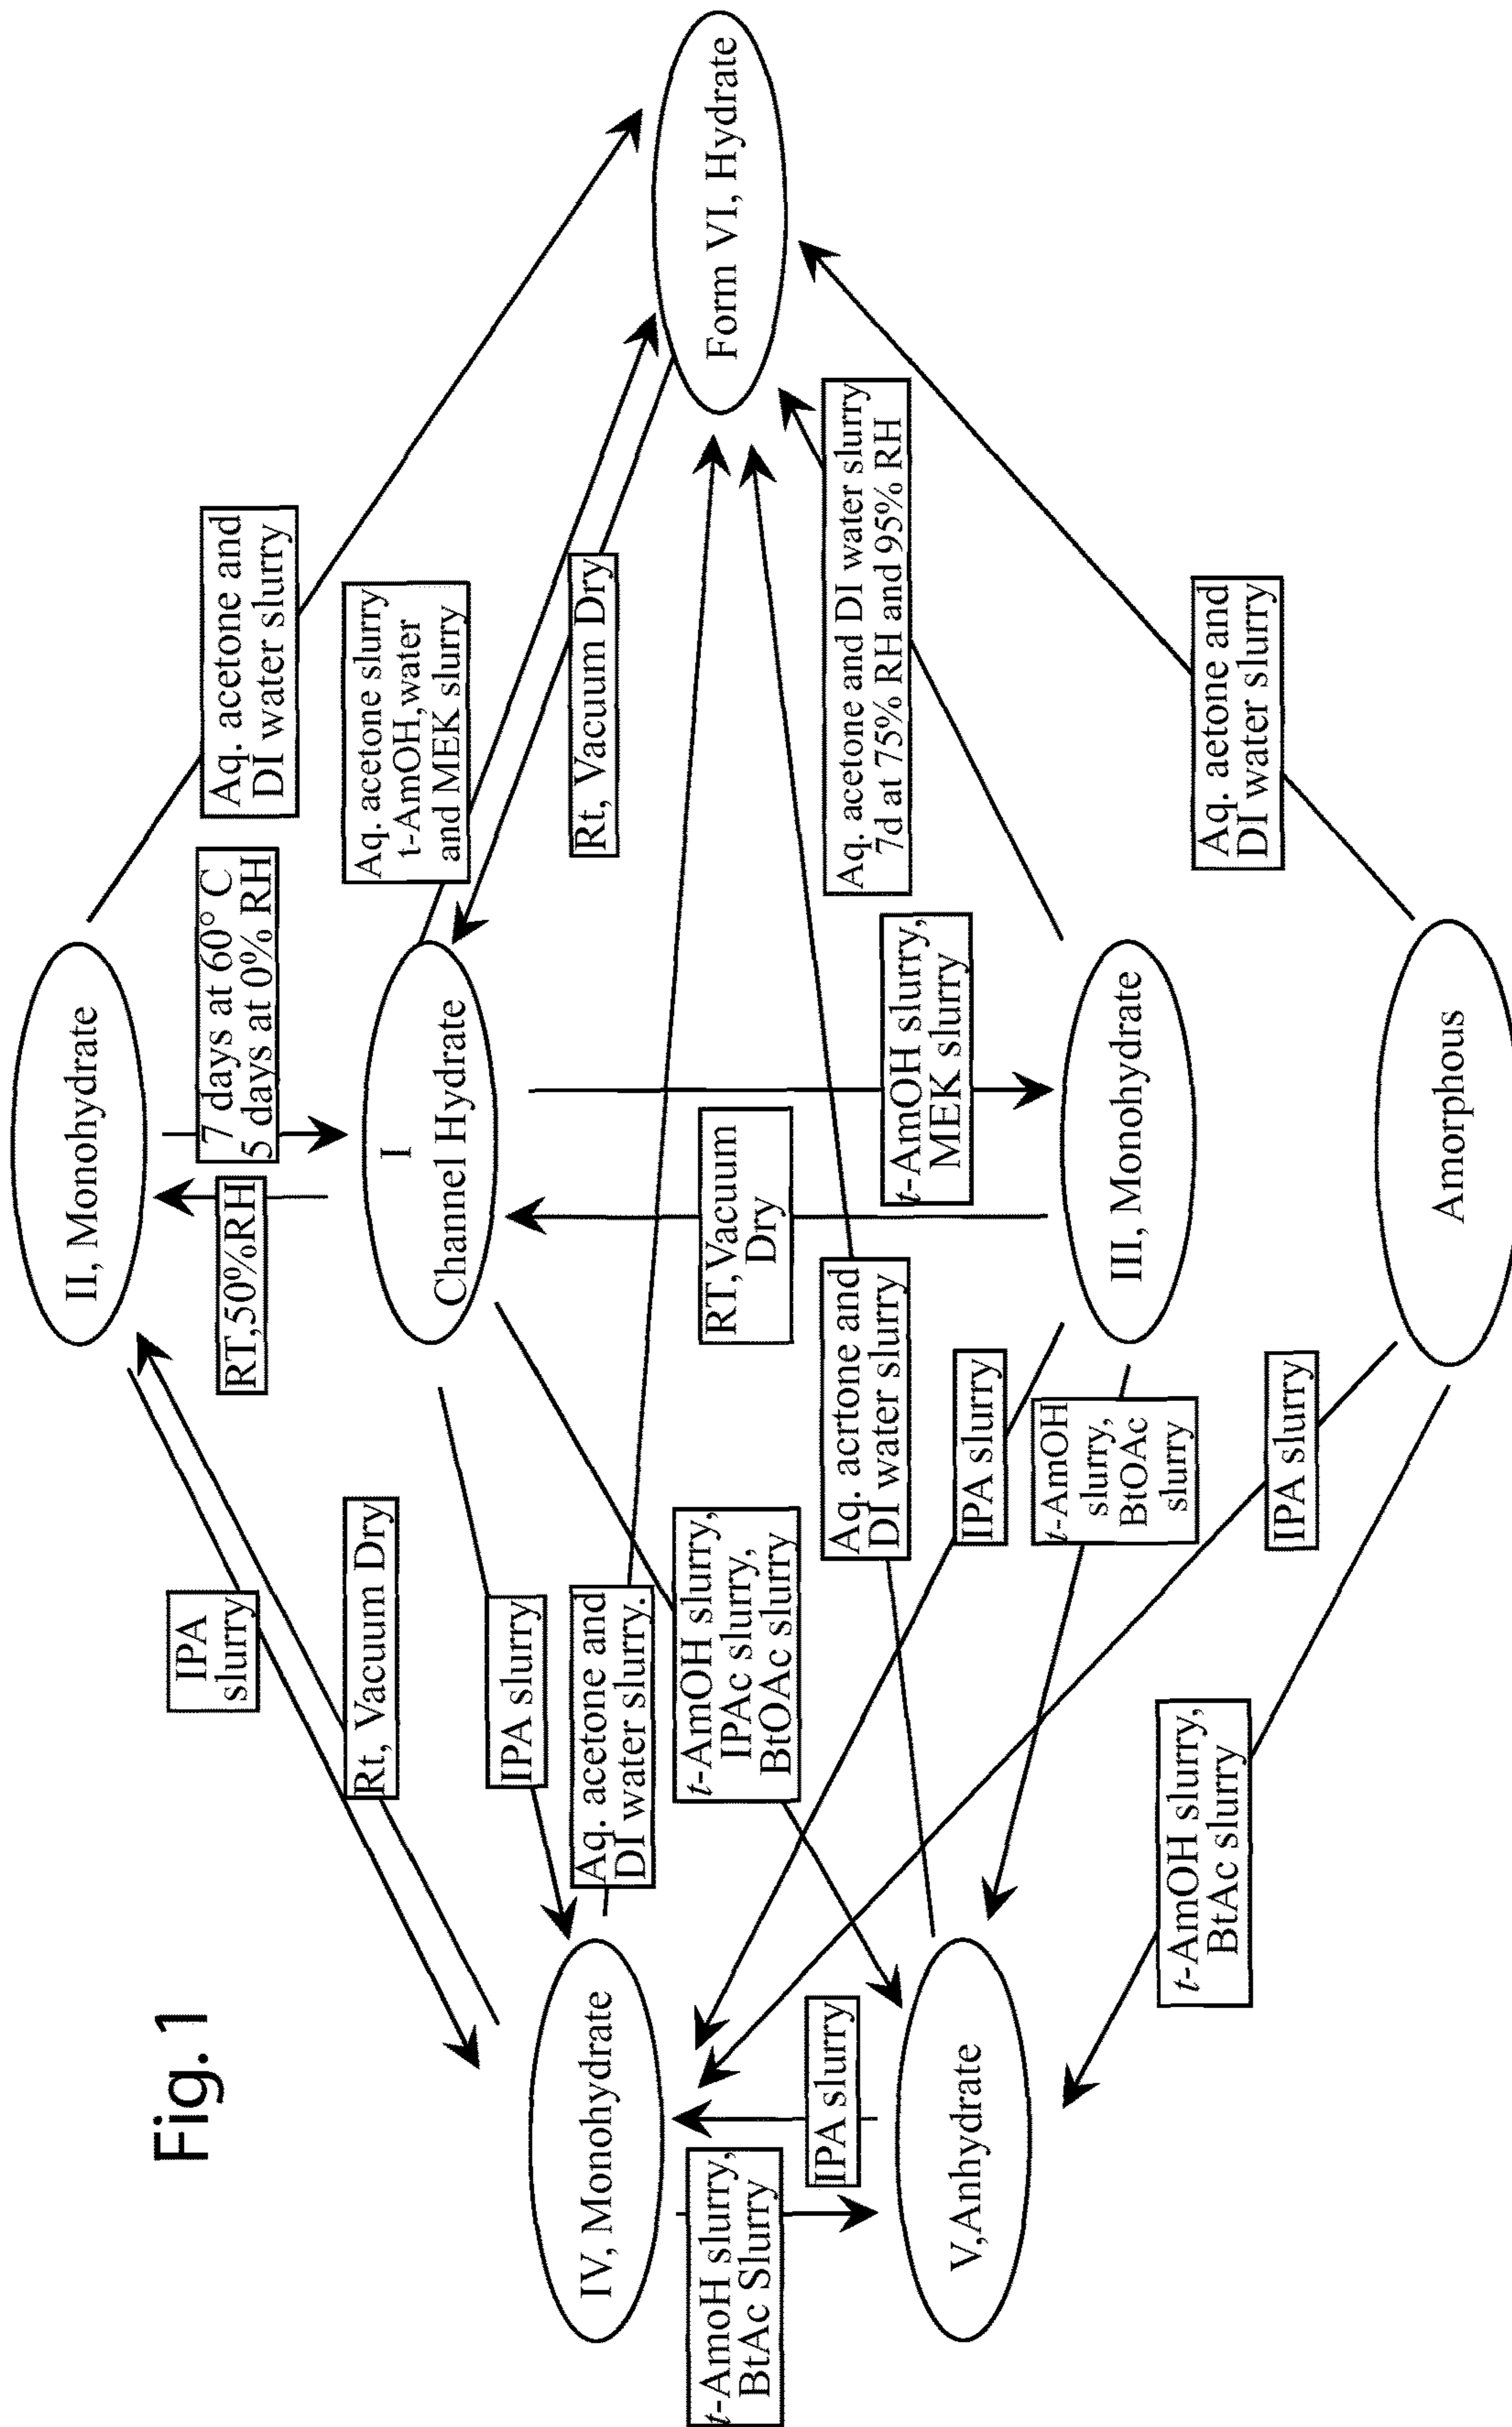 Fig. 1
II, Monohydrate
IPA
slurry
RT,50%RH
7 days at 60° C
5 days at 0% RH
Aq. acetone and
DI water slurry
Rt, Vacuum Dry
I
Channel Hydrate
Aq. acetone slurry
t-AmOH,water
and MEK slurry
IPA slurry
Rt, Vacuum Dry
IV, Monohydrate
Aq. acetone and
DI water slurry.
Form VI, Hydrate
t-AmoH slurry,
BtAc Slurry
IPA slurry
t-AmOH slurry,
IPAc slurry,
BtOAc slurry
RT,Vacuum
Dry
t-AmOH slurry,
MEK slurry
Aq. acrtone and
DI water slurry
Aq. acetone and DI water slurry
7d at 75% RH and 95% RH
V,Anhydrate
IPA slurry
t-AmOH
slurry,
BtOAc
slurry
III, Monohydrate
t-AmOH slurry,
BtAc slurry
IPA slurry
Aq. aetone and
DI water slurry
Amorphous